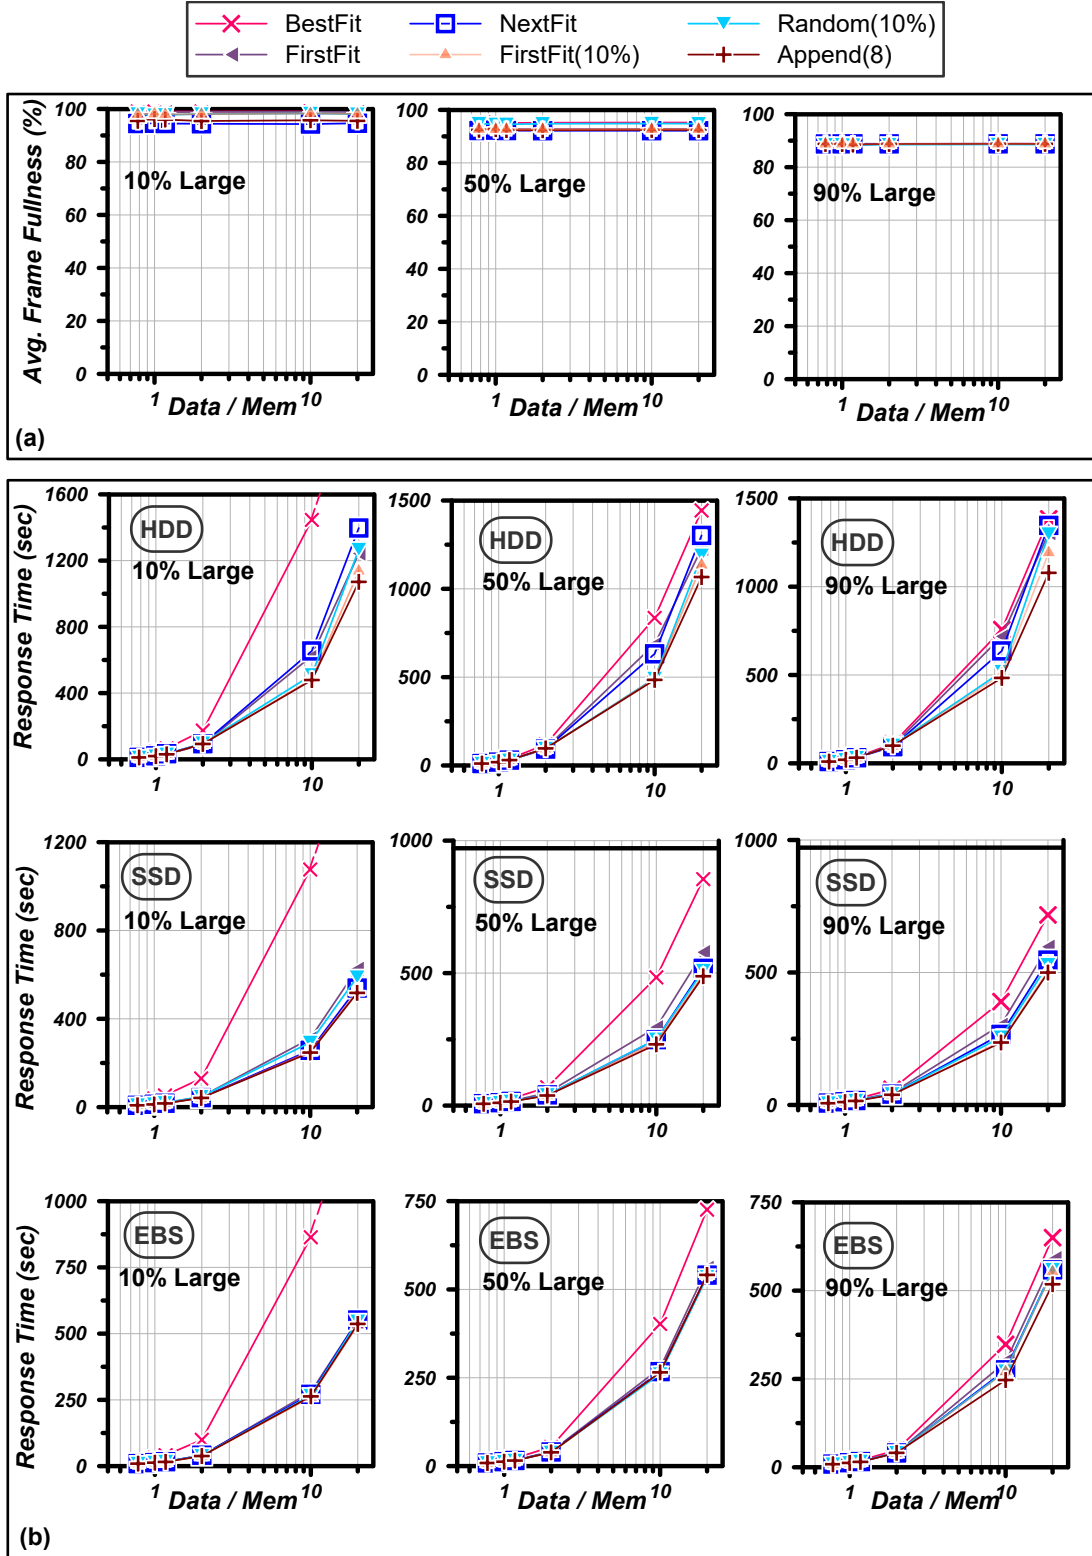 BestFit NextFit Random(10%)
FirstFit FirstFit(10%) Append(8)
Avg. Frame Fullness (%)
100 100 100
80 80 80
60 60 60
40 40 40
20 20 20
0 0 0
10% Large 50% Large 90% Large
1 Data / Mem 10 1 Data / Mem 10 1 Data / Mem 10
(a)
Response Time (sec)
1600 1500 1500
1200 1000 1000
800 500 500
400 0 0
0
HDD HDD HDD
10% Large 50% Large 90% Large
1 10 1 10 1 10
Response Time (sec)
1200 1000 1000
800 500 500
400 0 0
0
SSD SSD SSD
10% Large 50% Large 90% Large
1 10 1 10 1 10
Response Time (sec)
1000 750 750
750 500 500
500 250 250
250 0 0
0
EBS EBS EBS
10% Large 50% Large 90% Large
1 Data / Mem 10 1 Data / Mem 10 1 Data / Mem 10
(b)